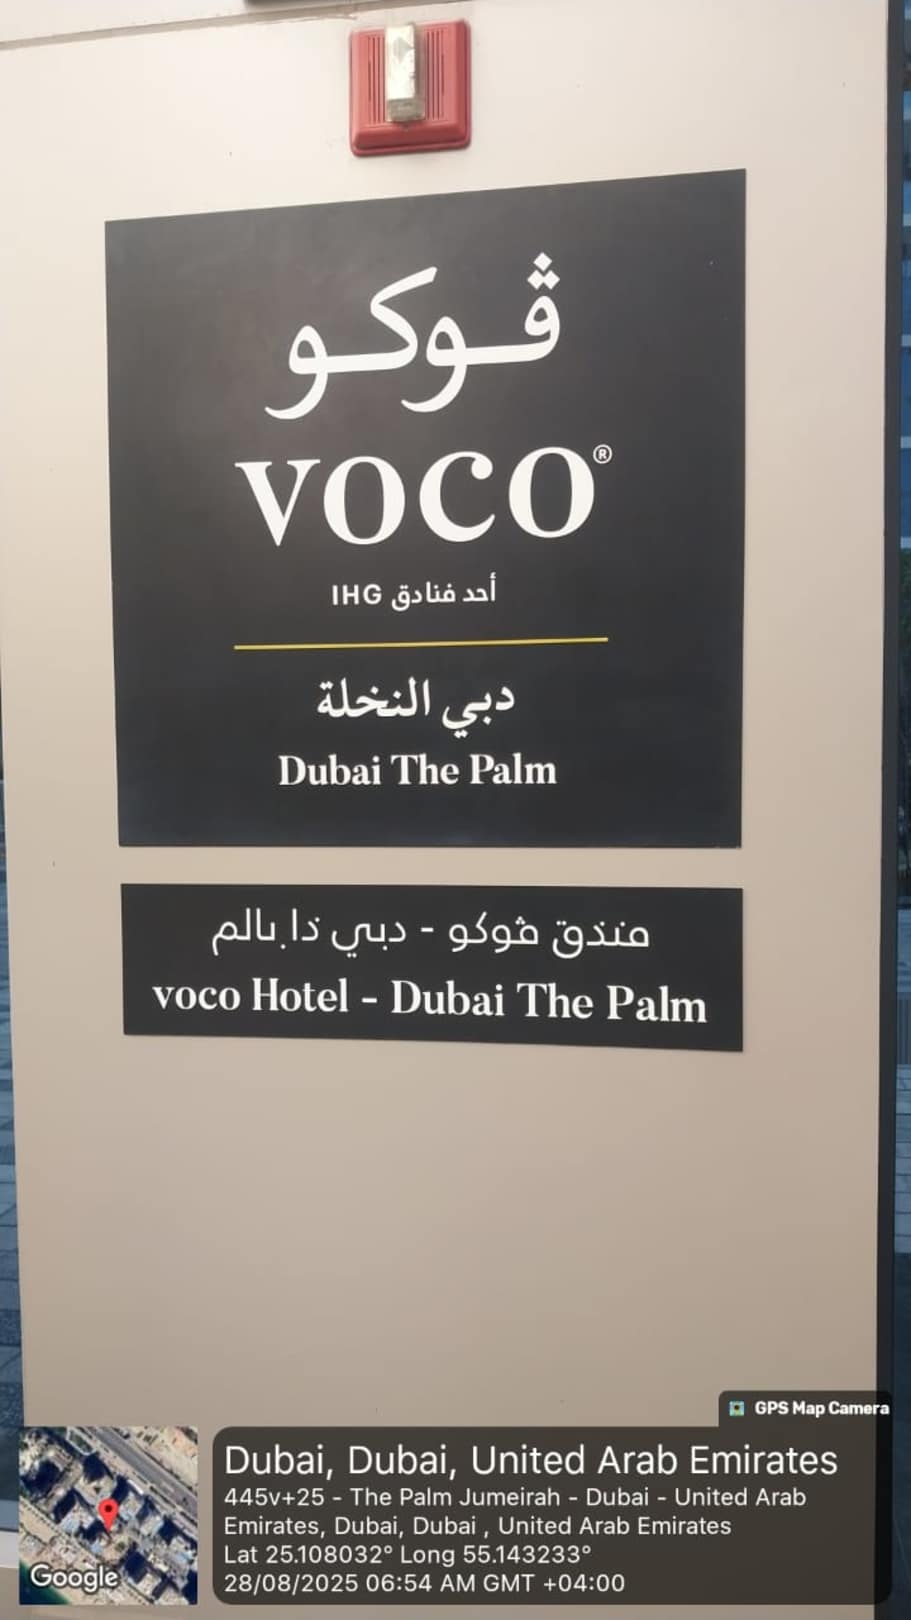 ڤوكو
voco®
أحد فنادق IHG
دبي النخلة
Dubai The Palm
فندق ڤوكو - دبي ذا بالم
voco Hotel - Dubai The Palm
GPS Map Camera
Dubai, Dubai, United Arab Emirates
445v+25 - The Palm Jumeirah - Dubai - United Arab
Emirates, Dubai, Dubai , United Arab Emirates
Lat 25.108032° Long 55.143233°
28/08/2025 06:54 AM GMT +04:00
Google